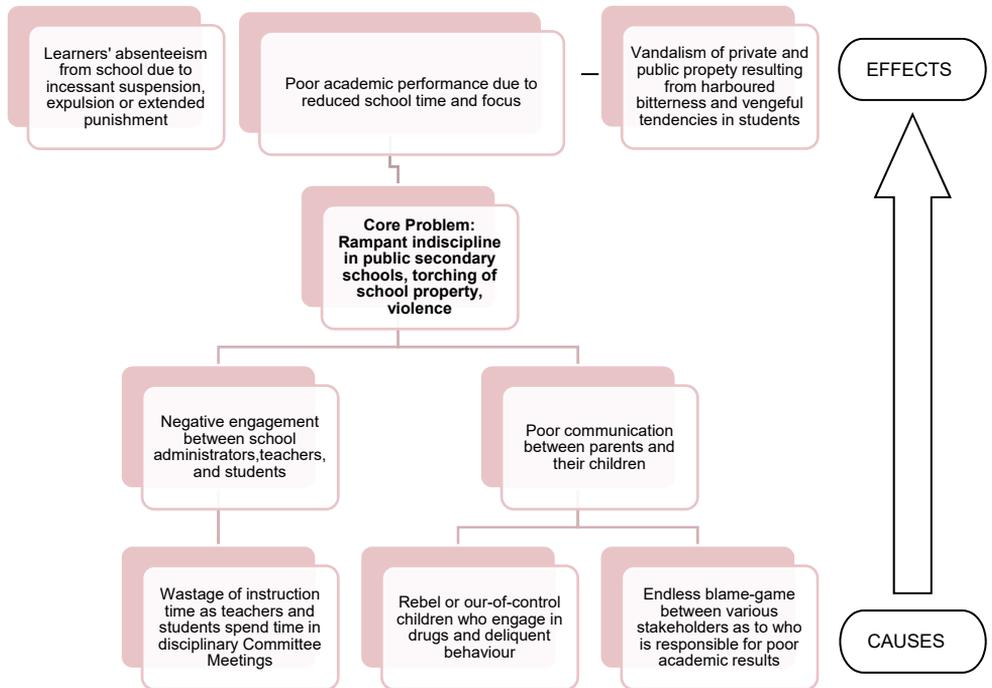 Learners' absenteeism
from school due to
incessant suspension,
expulsion or extended
punishment
Poor academic performance due to
reduced school time and focus
Vandalism of private and
public propety resulting
from harboured
bitterness and vengeful
tendencies in students
EFFECTS
Core Problem:
Rampant indiscipline
in public secondary
schools, torching of
school property,
violence
Negative engagement
between school
administrators,teachers,
and students
Poor communication
between parents and
their children
Wastage of instruction
time as teachers and
students spend time in
disciplinary Committee
Meetings
Rebel or our-of-control
children who engage in
drugs and deliquent
behaviour
Endless blame-game
between various
stakeholders as to who
is responsible for poor
academic results
CAUSES